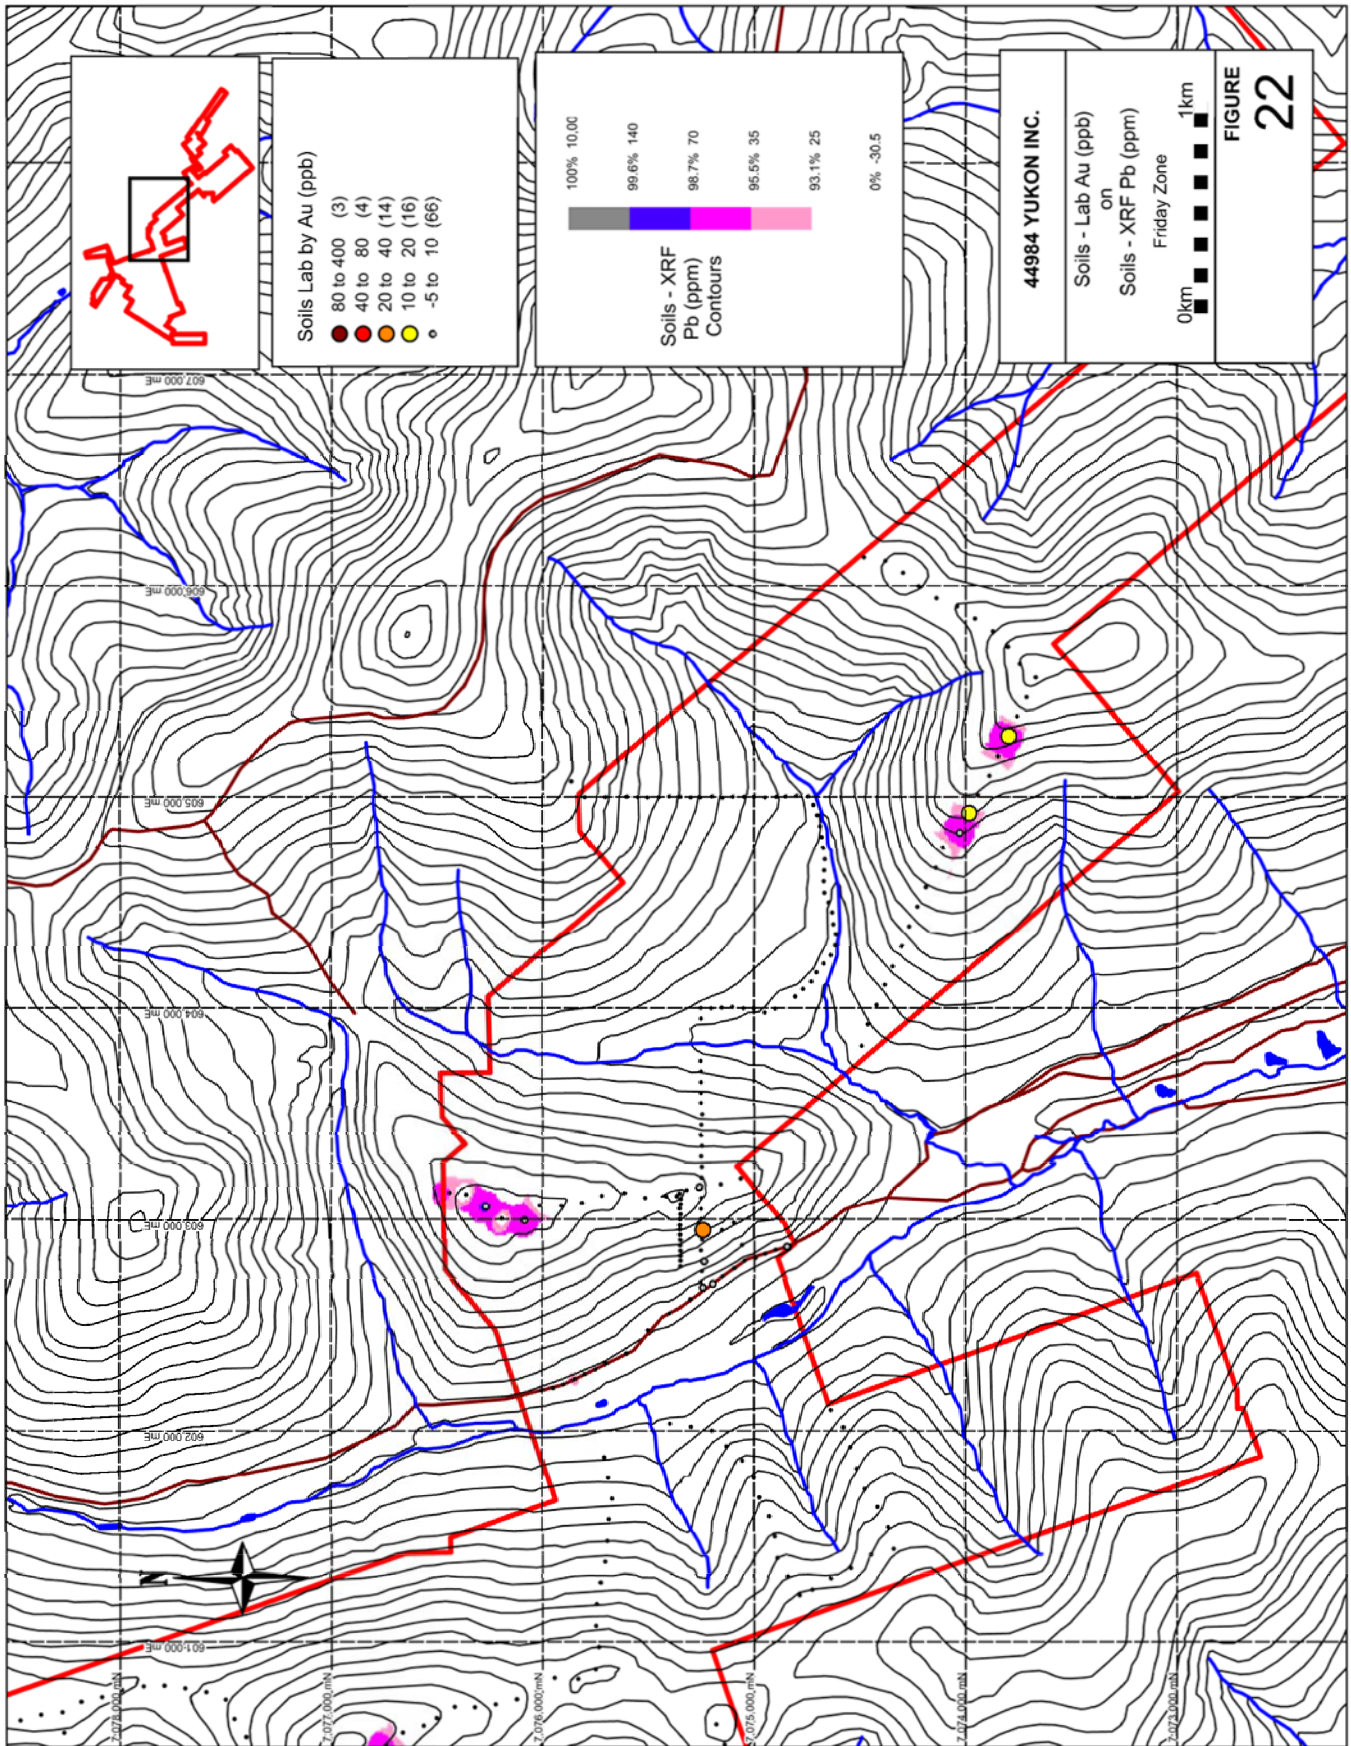 Soils Lab by Au (ppb)
80 to 400 (3)
40 to 80 (4)
20 to 40 (14)
10 to 20 (16)
-5 to 10 (66)
Soils - XRF
Pb (ppm)
Contours
100% 10,00
99.6% 140
98.7% 70
95.5% 35
93.1% 25
0% -30.5
44984 YUKON INC.
Soils - Lab Au (ppb)
on
Soils - XRF Pb (ppm)
Friday Zone
0km 1km
FIGURE
22
N
607,000 mE
606,000 mE
605,000 mE
604,000 mE
603,000 mE
602,000 mE
601,000 mE
7,078,000 mN
7,077,000 mN
7,076,000 mN
7,075,000 mN
7,074,000 mN
7,073,000 mN